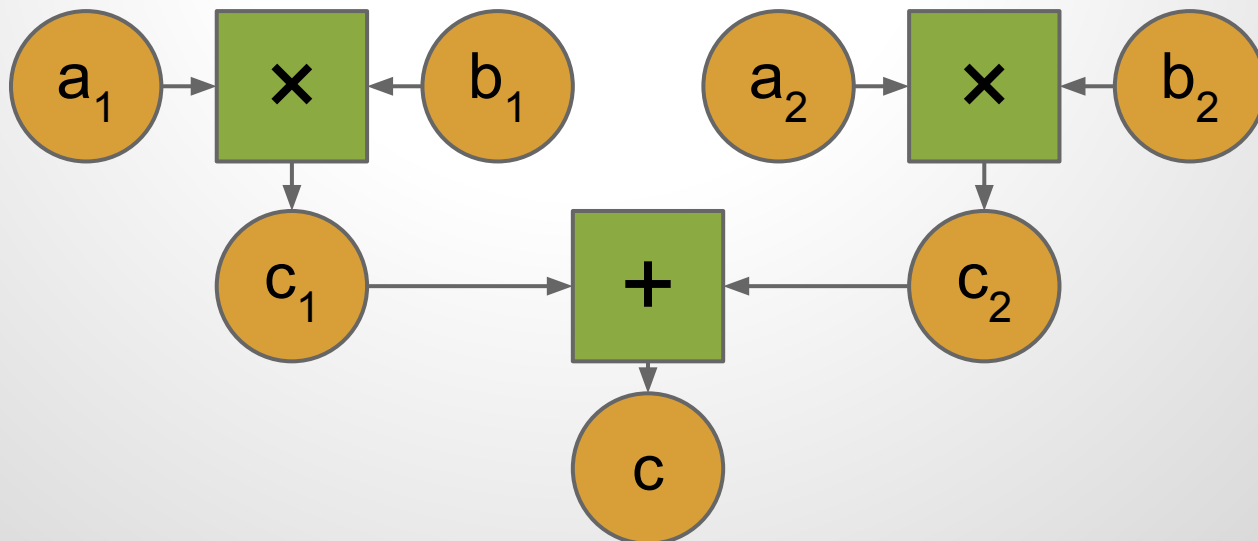 a₁ × b₁ a₂ × b₂
c₁ + c₂
c